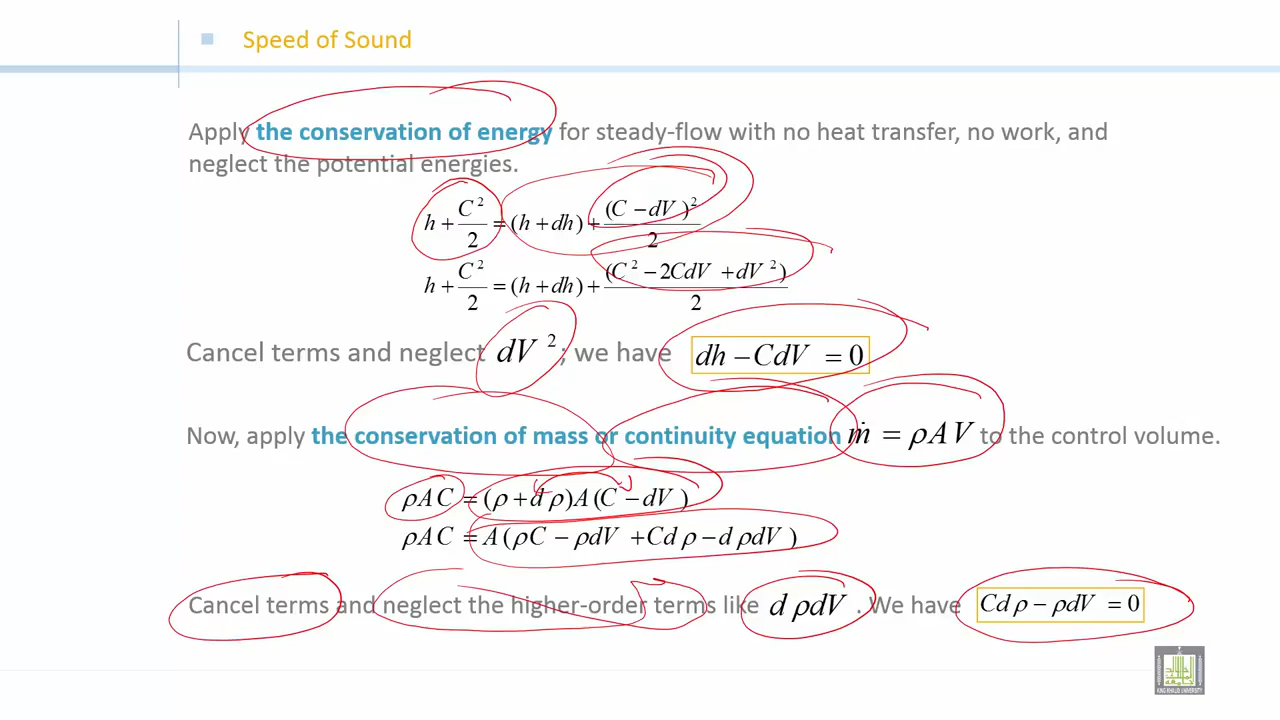 Speed of Sound
Apply the conservation of energy for steady-flow with no heat transfer, no work, and
neglect the potential energies.
h + C²/2 = (h + dh) + (C − dV)²/2
h + C²/2 = (h + dh) + (C² − 2CdV + dV²)/2
Cancel terms and neglect dV²; we have dh − CdV = 0
Now, apply the conservation of mass or continuity equation ṁ = ρAV to the control volume.
ρAC = (ρ + dρ)A(C − dV)
ρAC = A(ρC − ρdV + Cdρ − dρdV)
Cancel terms and neglect the higher-order terms like dρdV. We have Cdρ − ρdV = 0
KING KHALID UNIVERSITY